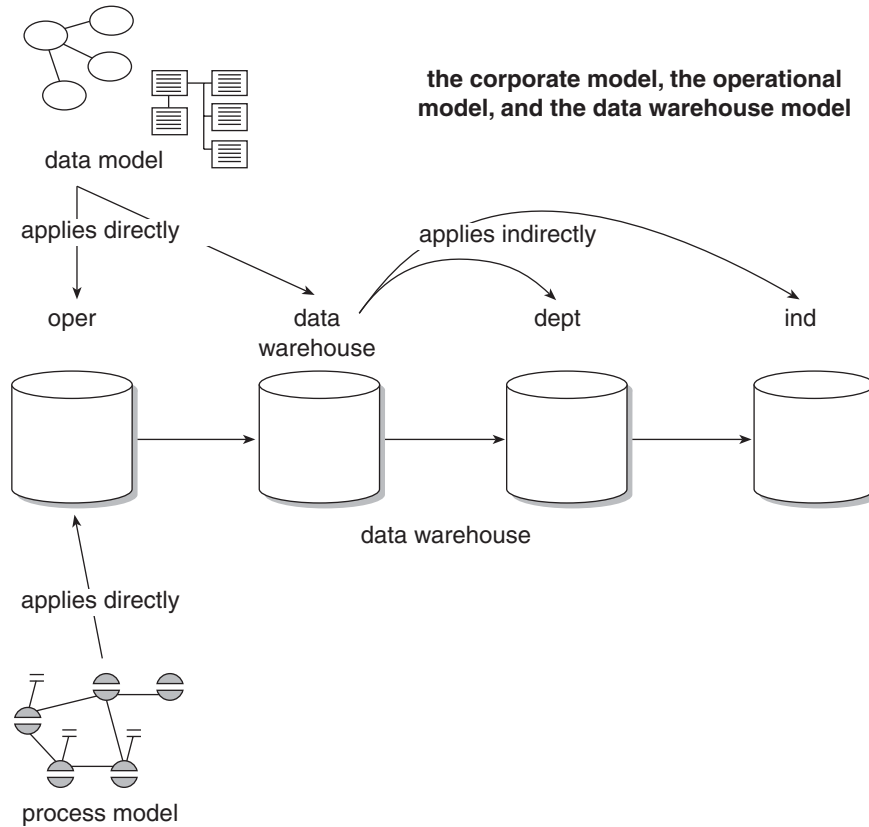 the corporate model, the operational
model, and the data warehouse model
data model
applies directly
applies indirectly
oper
data
warehouse
dept
ind
data warehouse
applies directly
process model